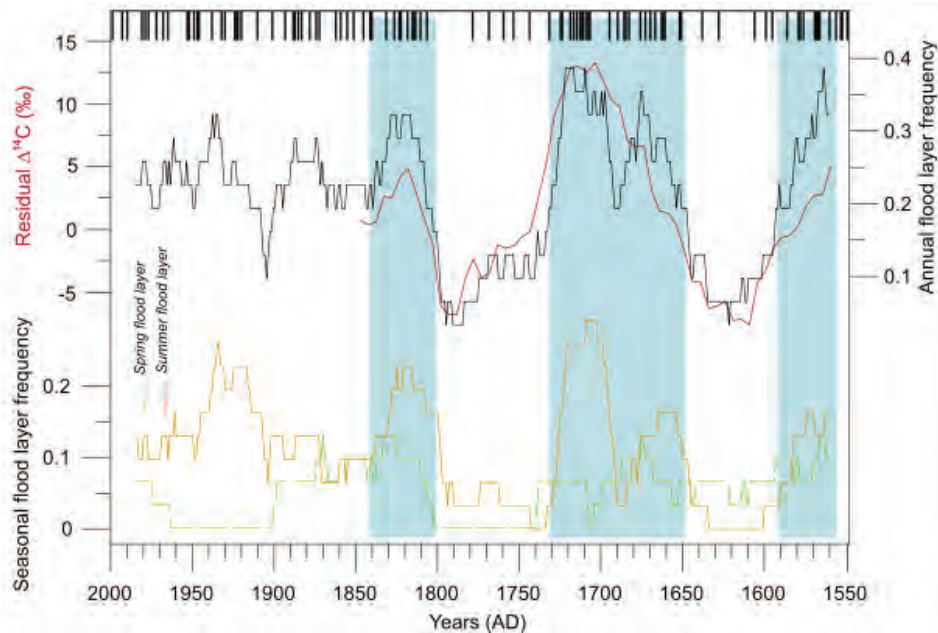 15
10
5
0
-5
Residual Δ¹⁴C (‰)
0.4
0.3
0.2
0.1
Annual flood layer frequency
Spring flood layer
Summer flood layer
0.2
0.1
0
Seasonal flood layer frequency
2000 1950 1900 1850 1800 1750 1700 1650 1600 1550
Years (AD)